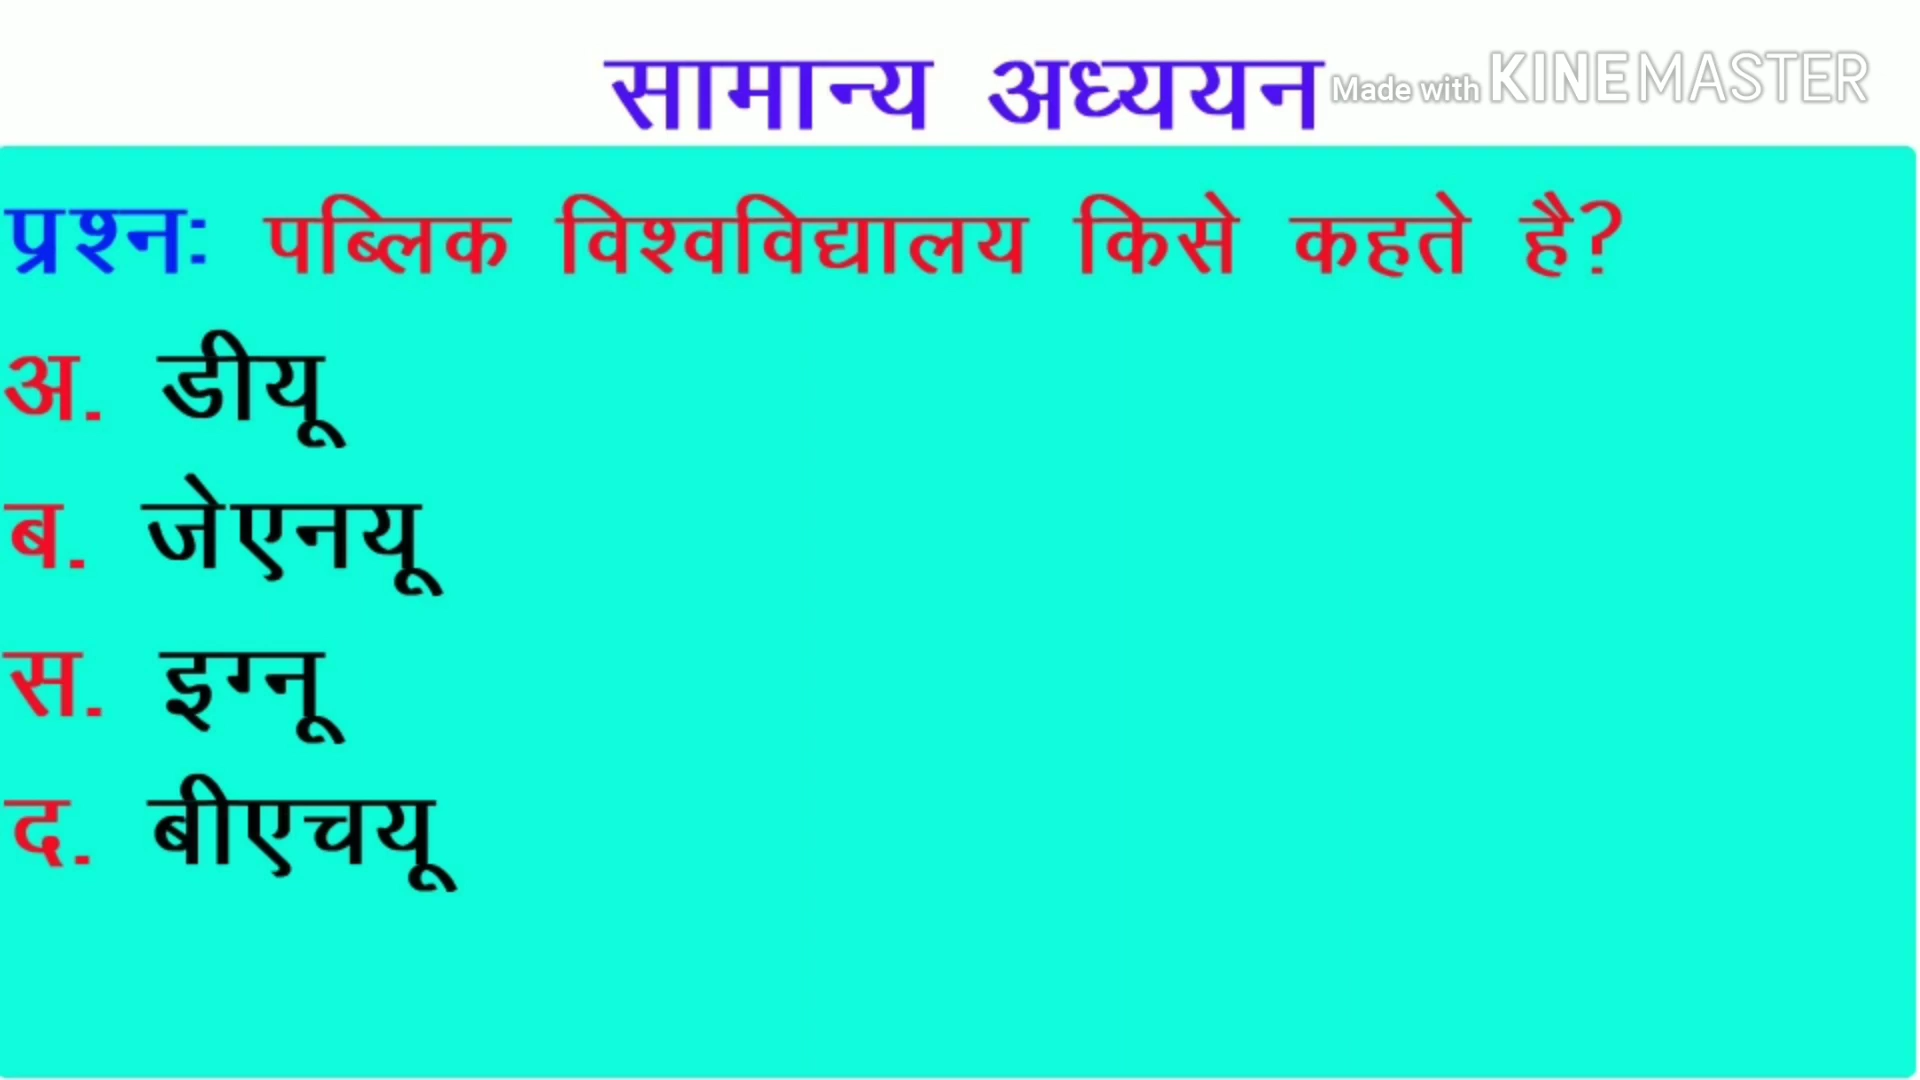 सामान्य अध्ययन
Made with KINEMASTER
प्रश्न: पब्लिक विश्वविद्यालय किसे कहते है?
अ. डीयू
ब. जेएनयू
स. इग्नू
द. बीएचयू